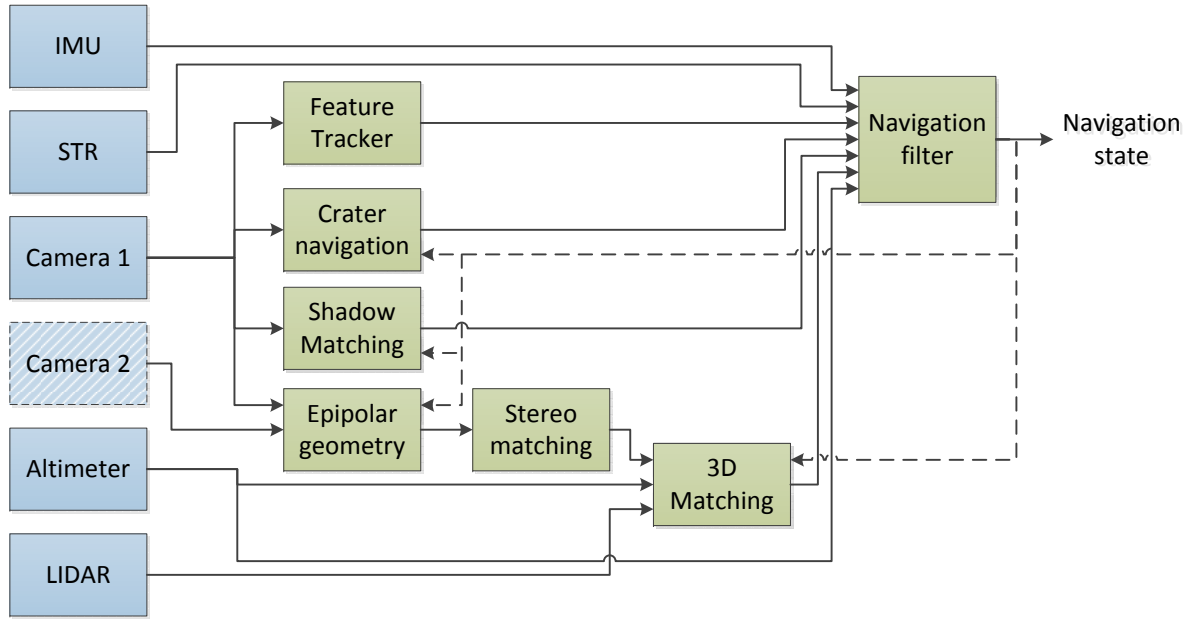 IMU
STR
Camera 1
Camera 2
Altimeter
LIDAR
Feature
Tracker
Crater
navigation
Shadow
Matching
Epipolar
geometry
Stereo
matching
3D
Matching
Navigation
filter
Navigation
state